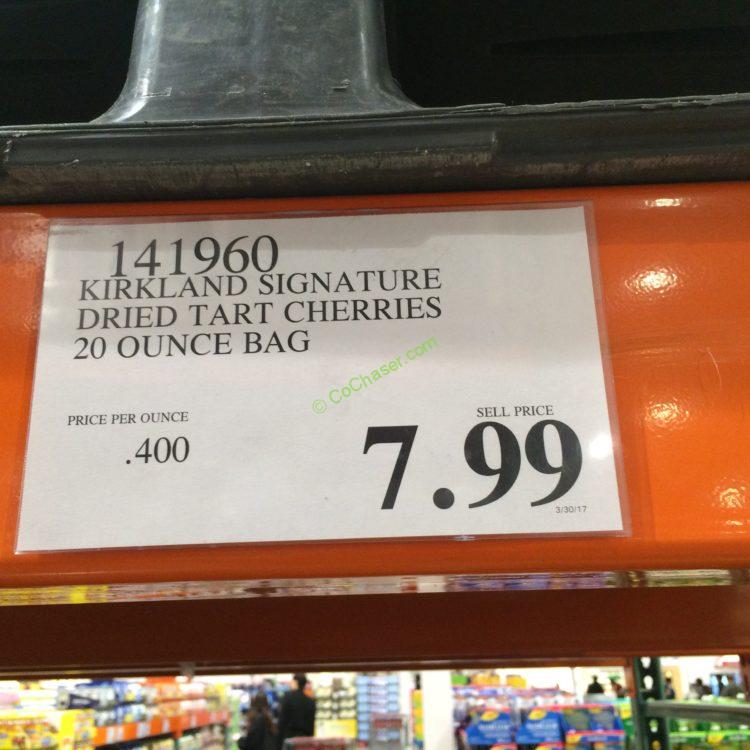 141960
KIRKLAND SIGNATURE
DRIED TART CHERRIES
20 OUNCE BAG
© CoChaser.com
PRICE PER OUNCE
.400
SELL PRICE
7.99
3/30/17